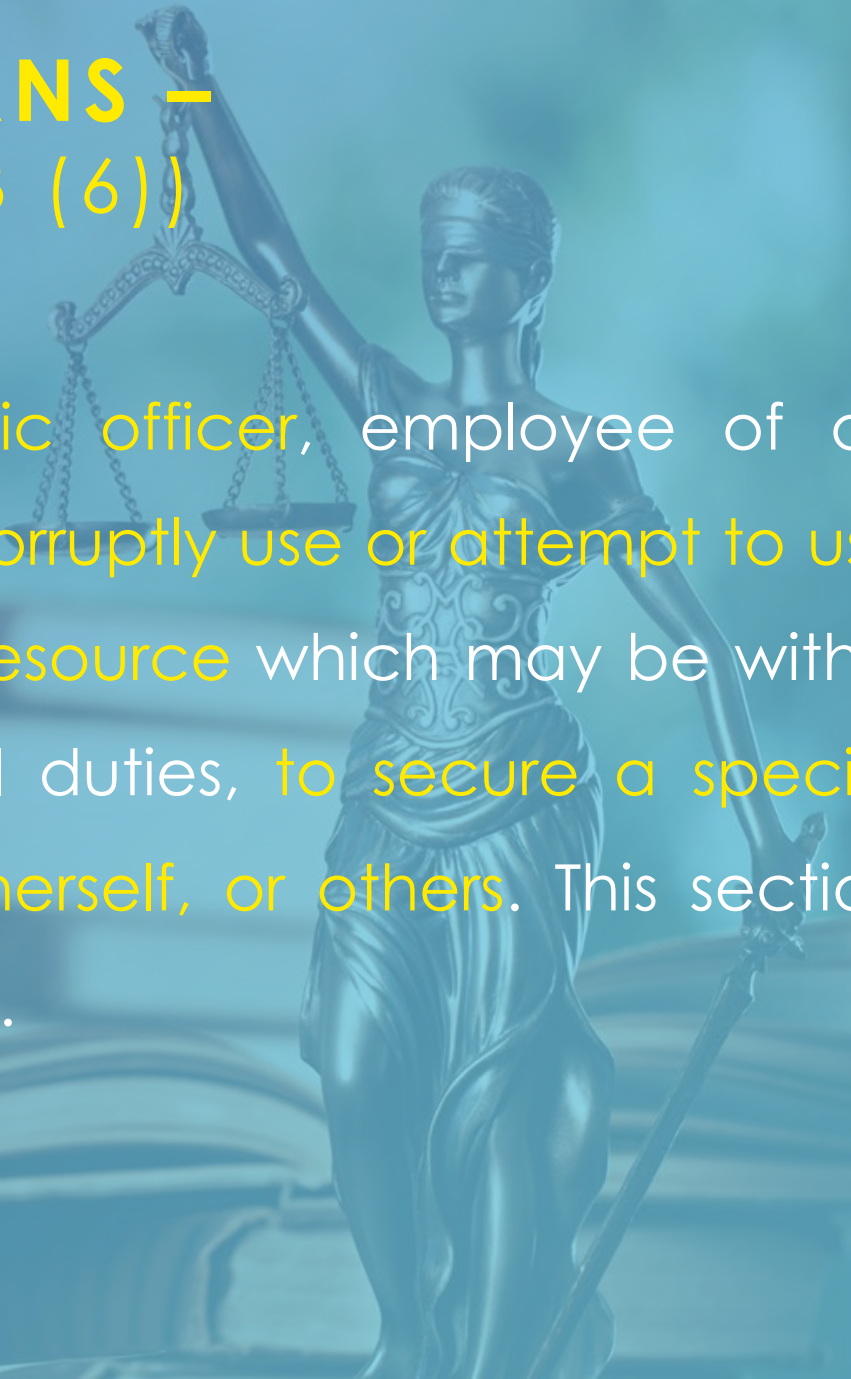 NS –
(6))
ic officer, employee of
orruptly use or attempt to us
esource which may be with
duties, to secure a speci
herself, or others. This sectio
.